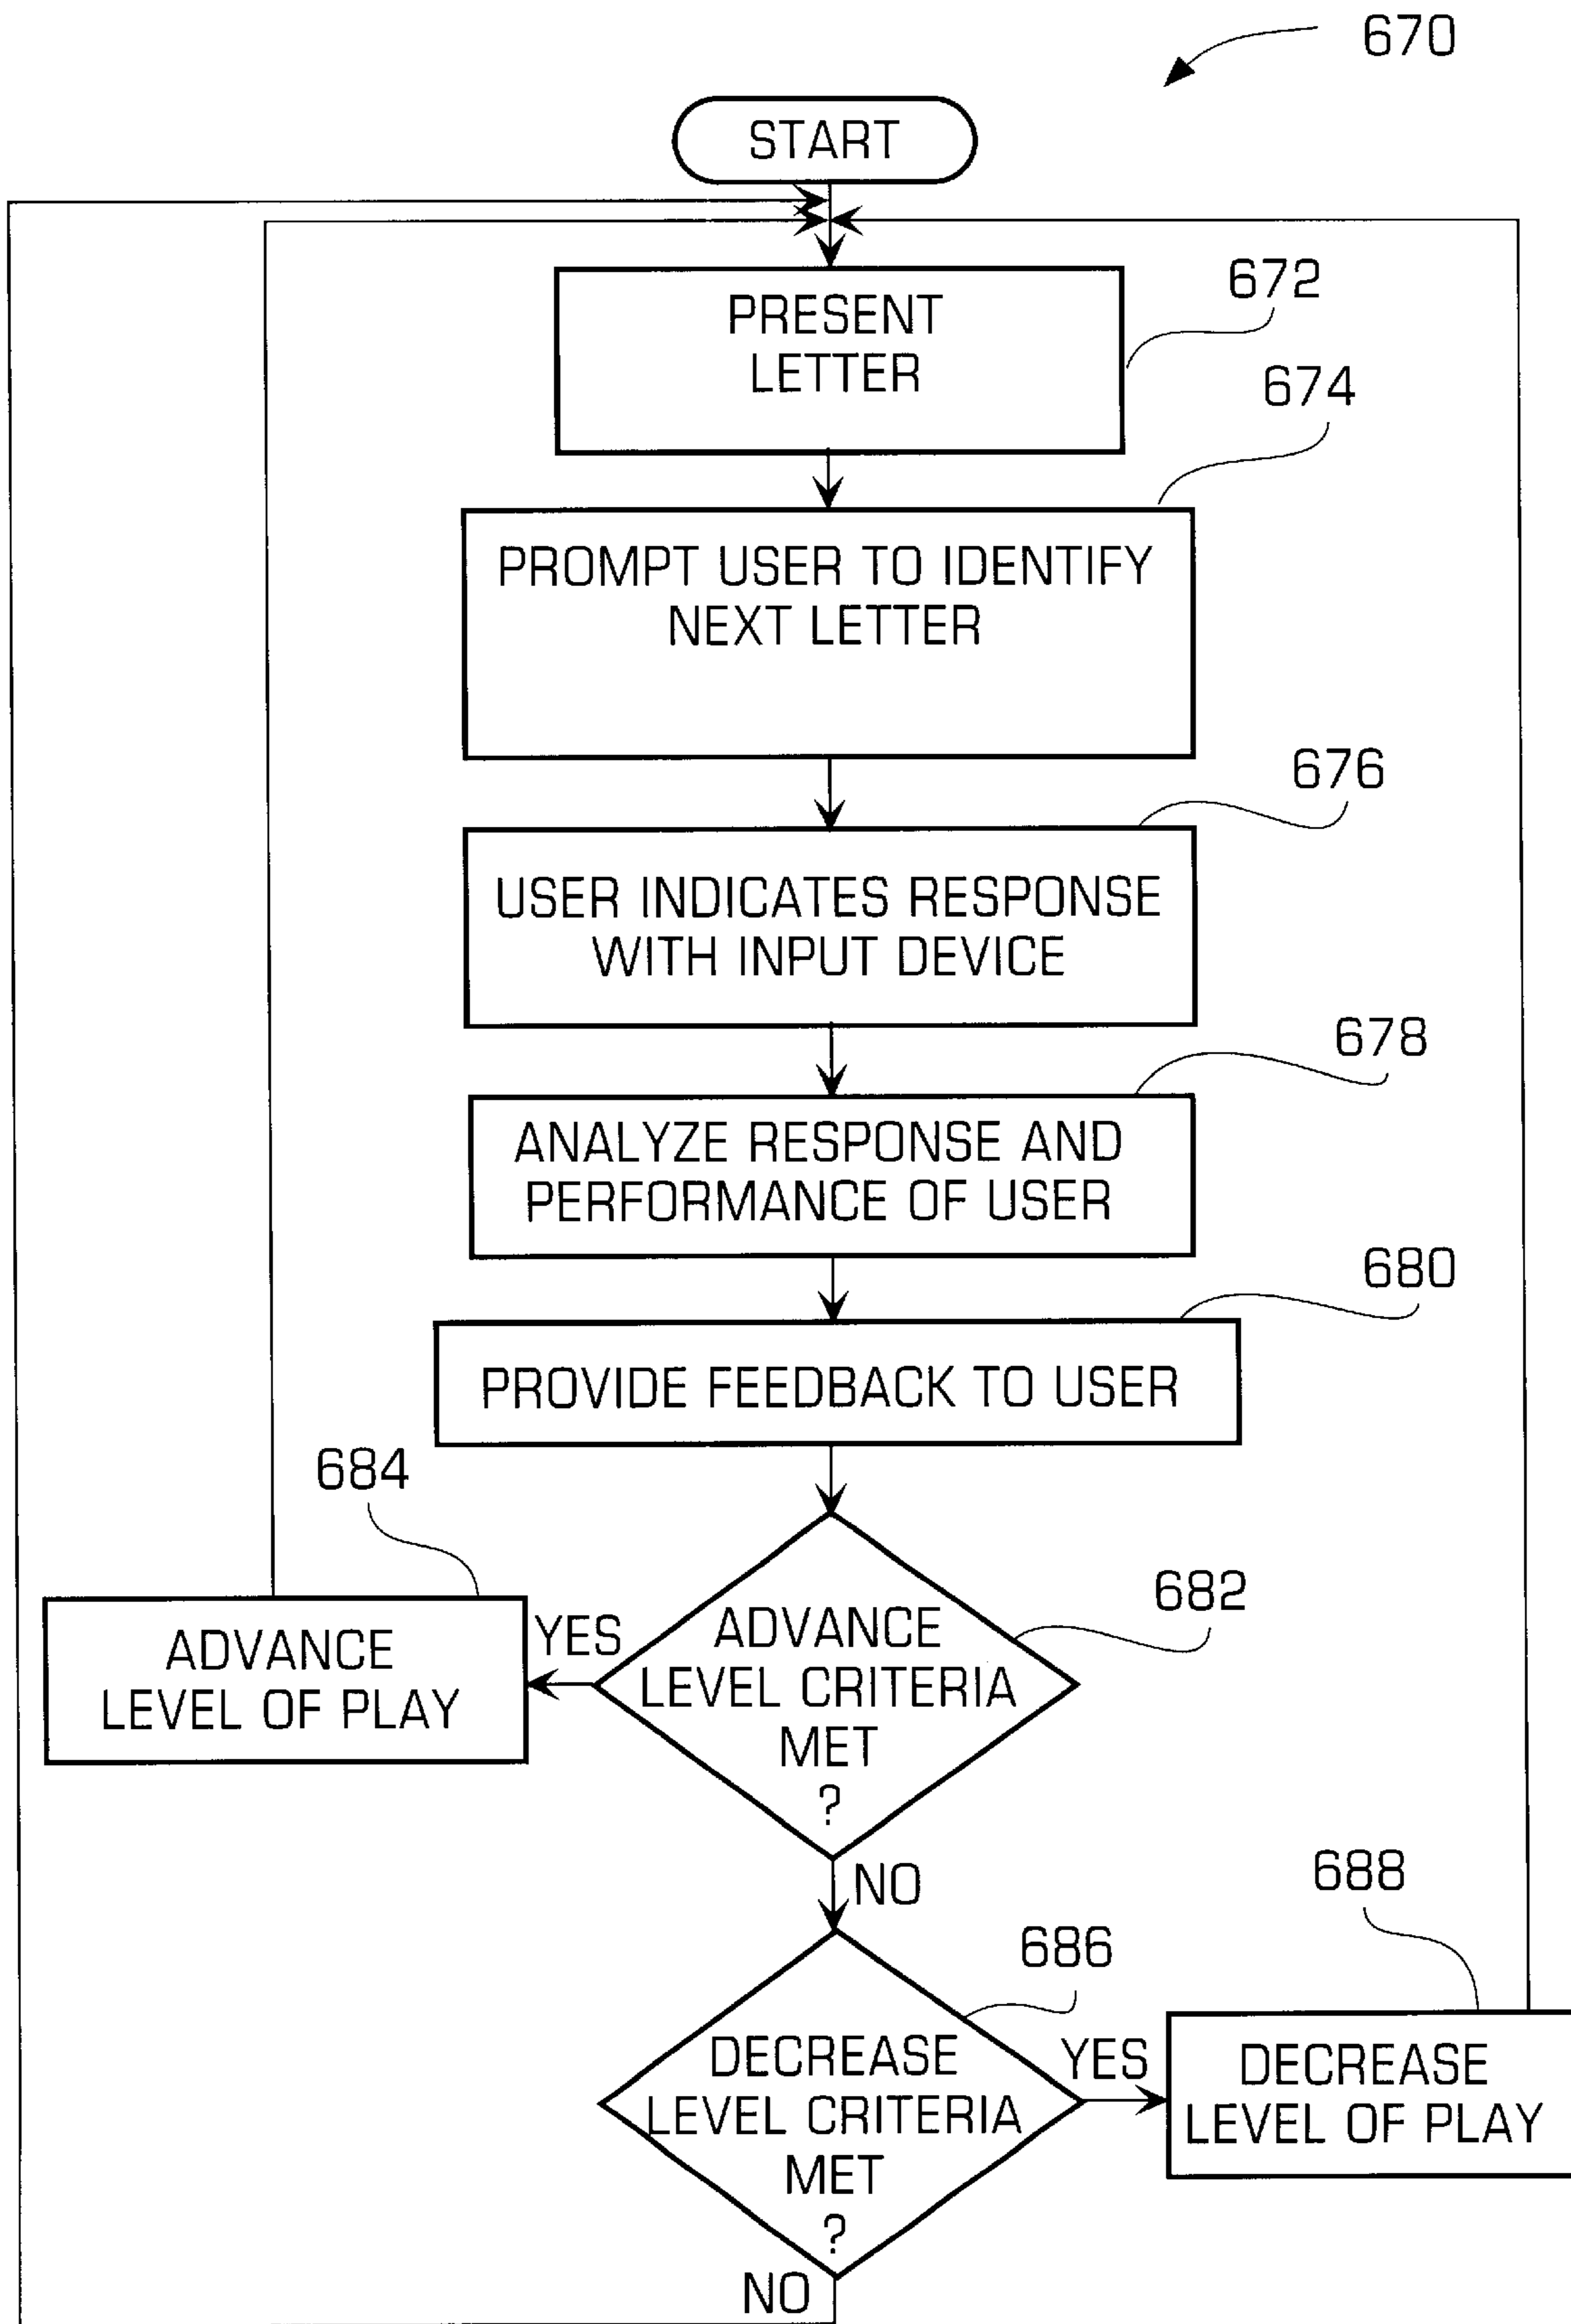 670
START
672
PRESENT
LETTER
674
PROMPT USER TO IDENTIFY
NEXT LETTER
676
USER INDICATES RESPONSE
WITH INPUT DEVICE
678
ANALYZE RESPONSE AND
PERFORMANCE OF USER
680
PROVIDE FEEDBACK TO USER
684
682
ADVANCE
LEVEL OF PLAY
YES
ADVANCE
LEVEL CRITERIA
MET
?
NO
688
686
DECREASE
LEVEL CRITERIA
MET
?
YES
DECREASE
LEVEL OF PLAY
NO